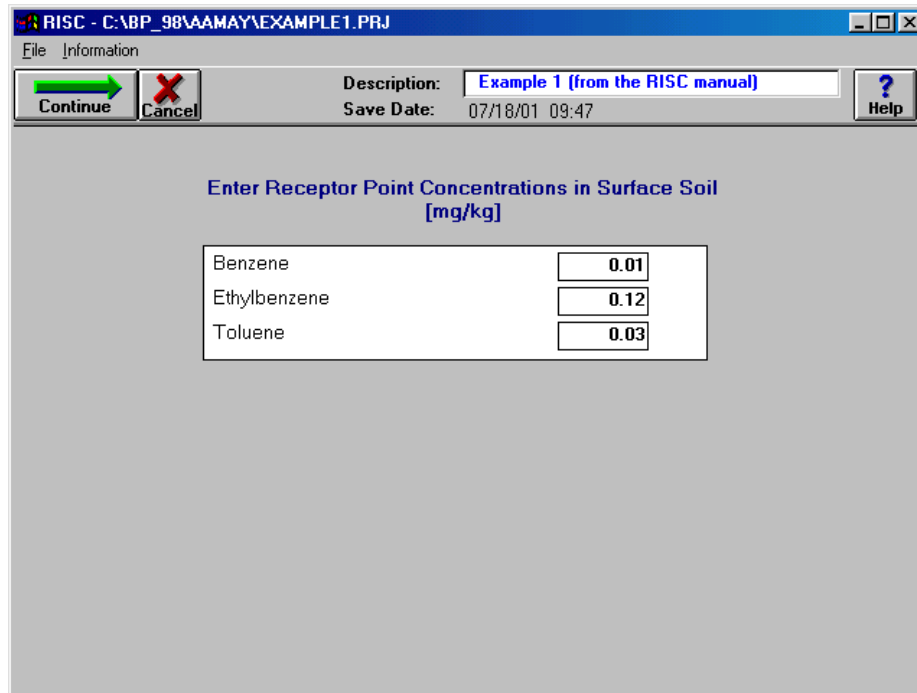 RISC - C:\BP_98\AAMAY\EXAMPLE1.PRJ
File Information
Continue
Cancel
Description: Example 1 (from the RISC manual)
Save Date: 07/18/01 09:47
? Help
Enter Receptor Point Concentrations in Surface Soil
[mg/kg]
Benzene 0.01
Ethylbenzene 0.12
Toluene 0.03